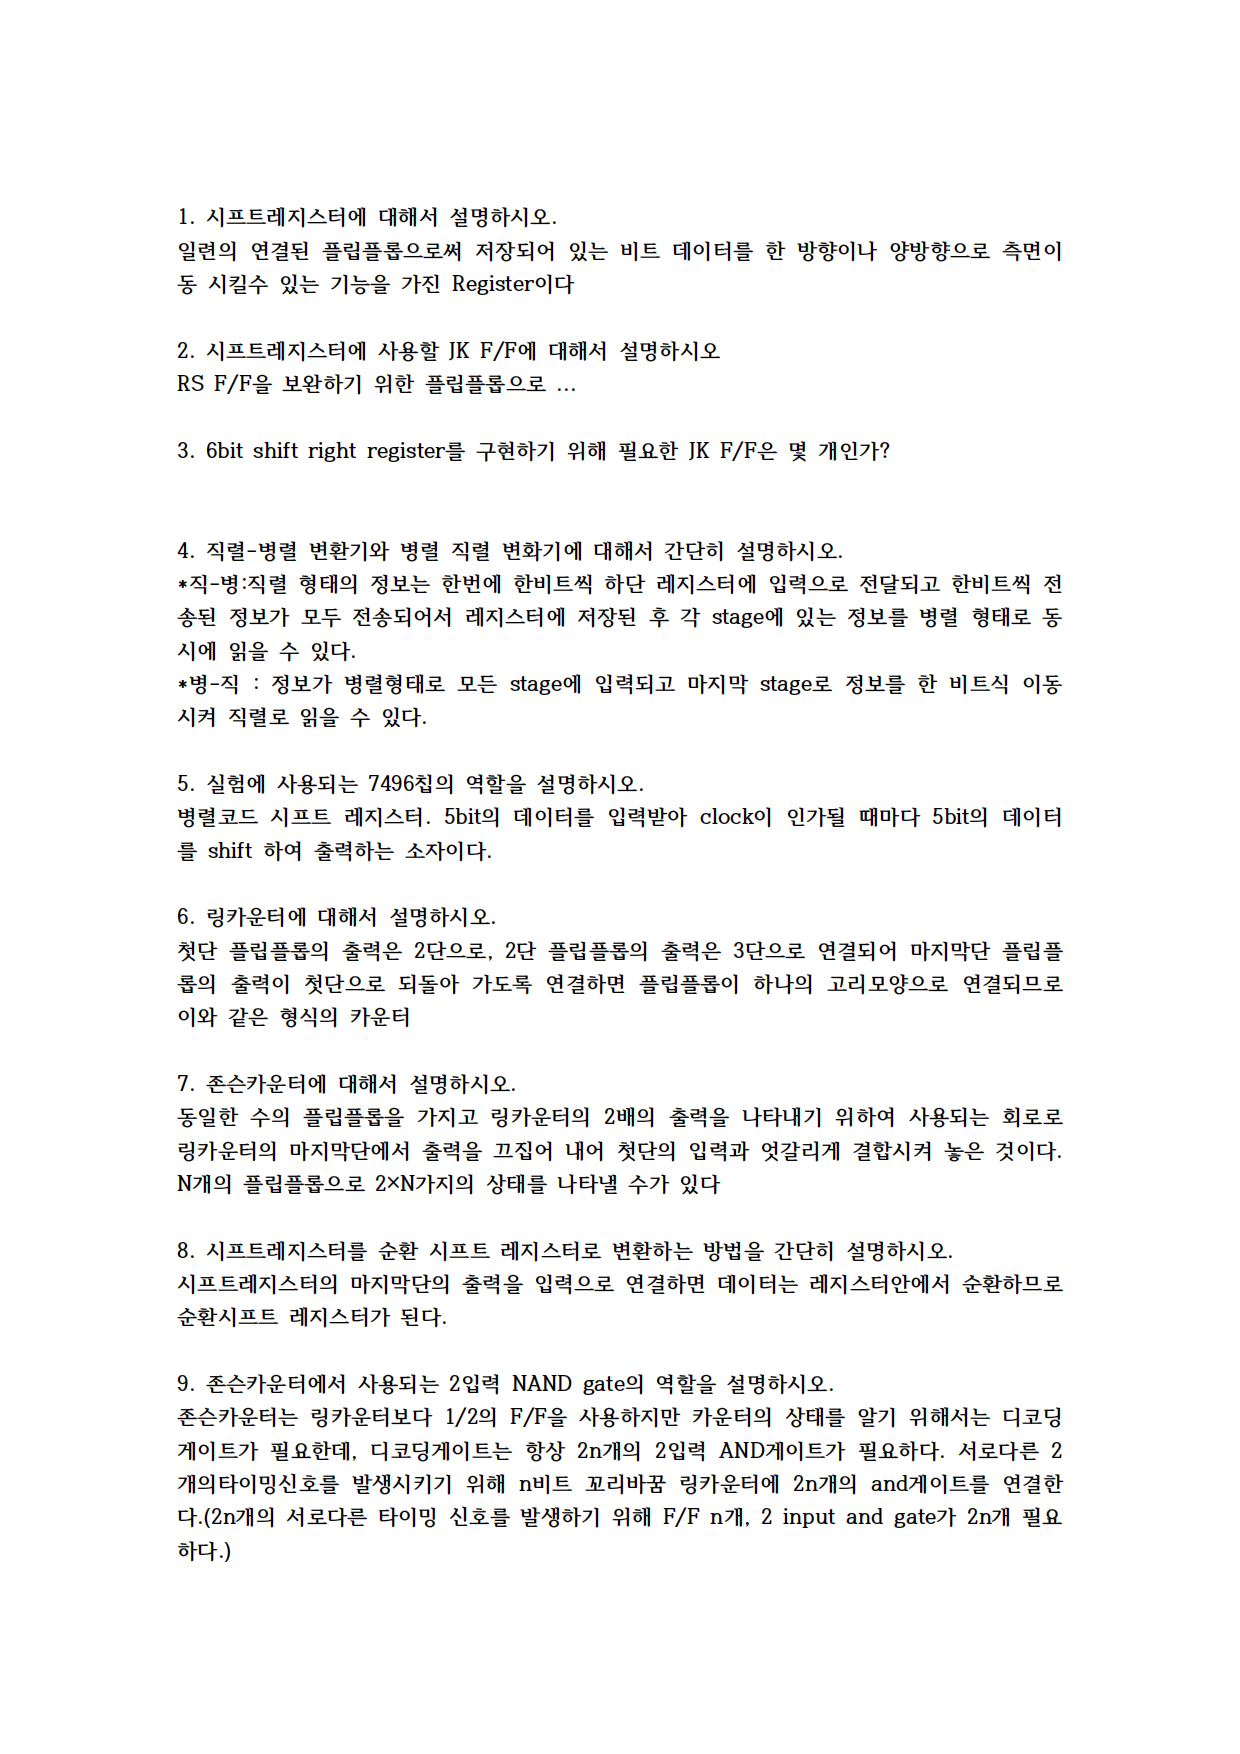 1. 시프트레지스터에 대해서 설명하시오.
일련의 연결된 플립플롭으로써 저장되어 있는 비트 데이터를 한 방향이나 양방향으로 측면이
동 시킬수 있는 기능을 가진 Register이다
2. 시프트레지스터에 사용할 JK F/F에 대해서 설명하시오
RS F/F을 보완하기 위한 플립플롭으로 ...
3. 6bit shift right register를 구현하기 위해 필요한 JK F/F은 몇 개인가?
4. 직렬-병렬 변환기와 병렬 직렬 변화기에 대해서 간단히 설명하시오.
*직-병:직렬 형태의 정보는 한번에 한비트씩 하단 레지스터에 입력으로 전달되고 한비트씩 전
송된 정보가 모두 전송되어서 레지스터에 저장된 후 각 stage에 있는 정보를 병렬 형태로 동
시에 읽을 수 있다.
*병-직 : 정보가 병렬형태로 모든 stage에 입력되고 마지막 stage로 정보를 한 비트식 이동
시켜 직렬로 읽을 수 있다.
5. 실험에 사용되는 7496칩의 역할을 설명하시오.
병렬코드 시프트 레지스터. 5bit의 데이터를 입력받아 clock이 인가될 때마다 5bit의 데이터
를 shift 하여 출력하는 소자이다.
6. 링카운터에 대해서 설명하시오.
첫단 플립플롭의 출력은 2단으로, 2단 플립플롭의 출력은 3단으로 연결되어 마지막단 플립플
롭의 출력이 첫단으로 되돌아 가도록 연결하면 플립플롭이 하나의 고리모양으로 연결되므로
이와 같은 형식의 카운터
7. 존슨카운터에 대해서 설명하시오.
동일한 수의 플립플롭을 가지고 링카운터의 2배의 출력을 나타내기 위하여 사용되는 회로로
링카운터의 마지막단에서 출력을 끄집어 내어 첫단의 입력과 엇갈리게 결합시켜 놓은 것이다.
N개의 플립플롭으로 2×N가지의 상태를 나타낼 수가 있다
8. 시프트레지스터를 순환 시프트 레지스터로 변환하는 방법을 간단히 설명하시오.
시프트레지스터의 마지막단의 출력을 입력으로 연결하면 데이터는 레지스터안에서 순환하므로
순환시프트 레지스터가 된다.
9. 존슨카운터에서 사용되는 2입력 NAND gate의 역할을 설명하시오.
존슨카운터는 링카운터보다 1/2의 F/F을 사용하지만 카운터의 상태를 알기 위해서는 디코딩
게이트가 필요한데, 디코딩게이트는 항상 2n개의 2입력 AND게이트가 필요하다. 서로다른 2
개의타이밍신호를 발생시키기 위해 n비트 꼬리바꿈 링카운터에 2n개의 and게이트를 연결한
다.(2n개의 서로다른 타이밍 신호를 발생하기 위해 F/F n개, 2 input and gate가 2n개 필요
하다.)